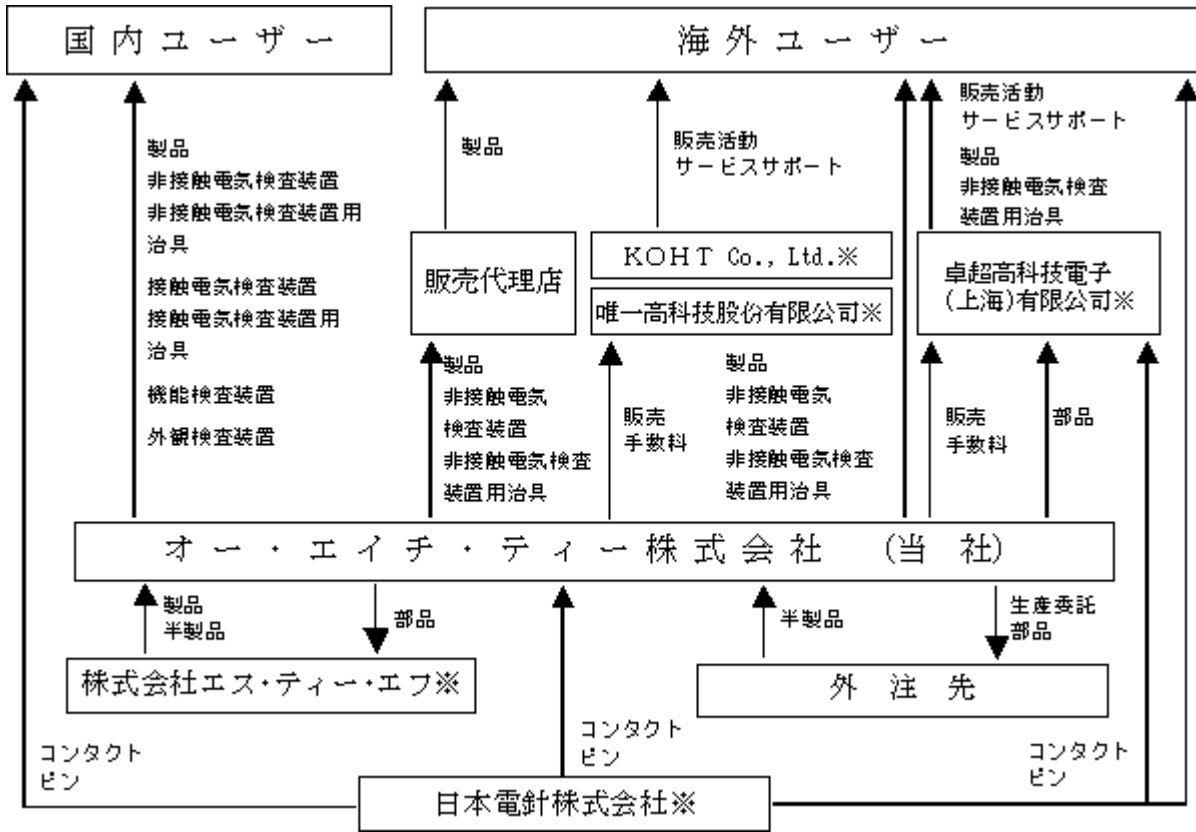 国内ユーザー
海外ユーザー
製品
非接触電気検査装置
非接触電気検査装置用
治具
接触電気検査装置
接触電気検査装置用
治具
機能検査装置
外観検査装置
製品
販売活動
サービスサポート
販売活動
サービスサポート
製品
非接触電気検査
装置用治具
販売代理店
KOHT Co., Ltd.※
唯一高科技股份有限公司※
卓超高科技電子
(上海)有限公司※
製品
非接触電気
検査装置
非接触電気検査
装置用治具
販売
手数料
製品
非接触電気
検査装置
非接触電気検査
装置用治具
販売
手数料
部品
オー・エイチ・ティー株式会社 (当 社)
製品
半製品
部品
半製品
生産委託
部品
株式会社エス・ティー・エフ※
外注先
コンタクト
ピン
コンタクト
ピン
コンタクト
ピン
日本電針株式会社※